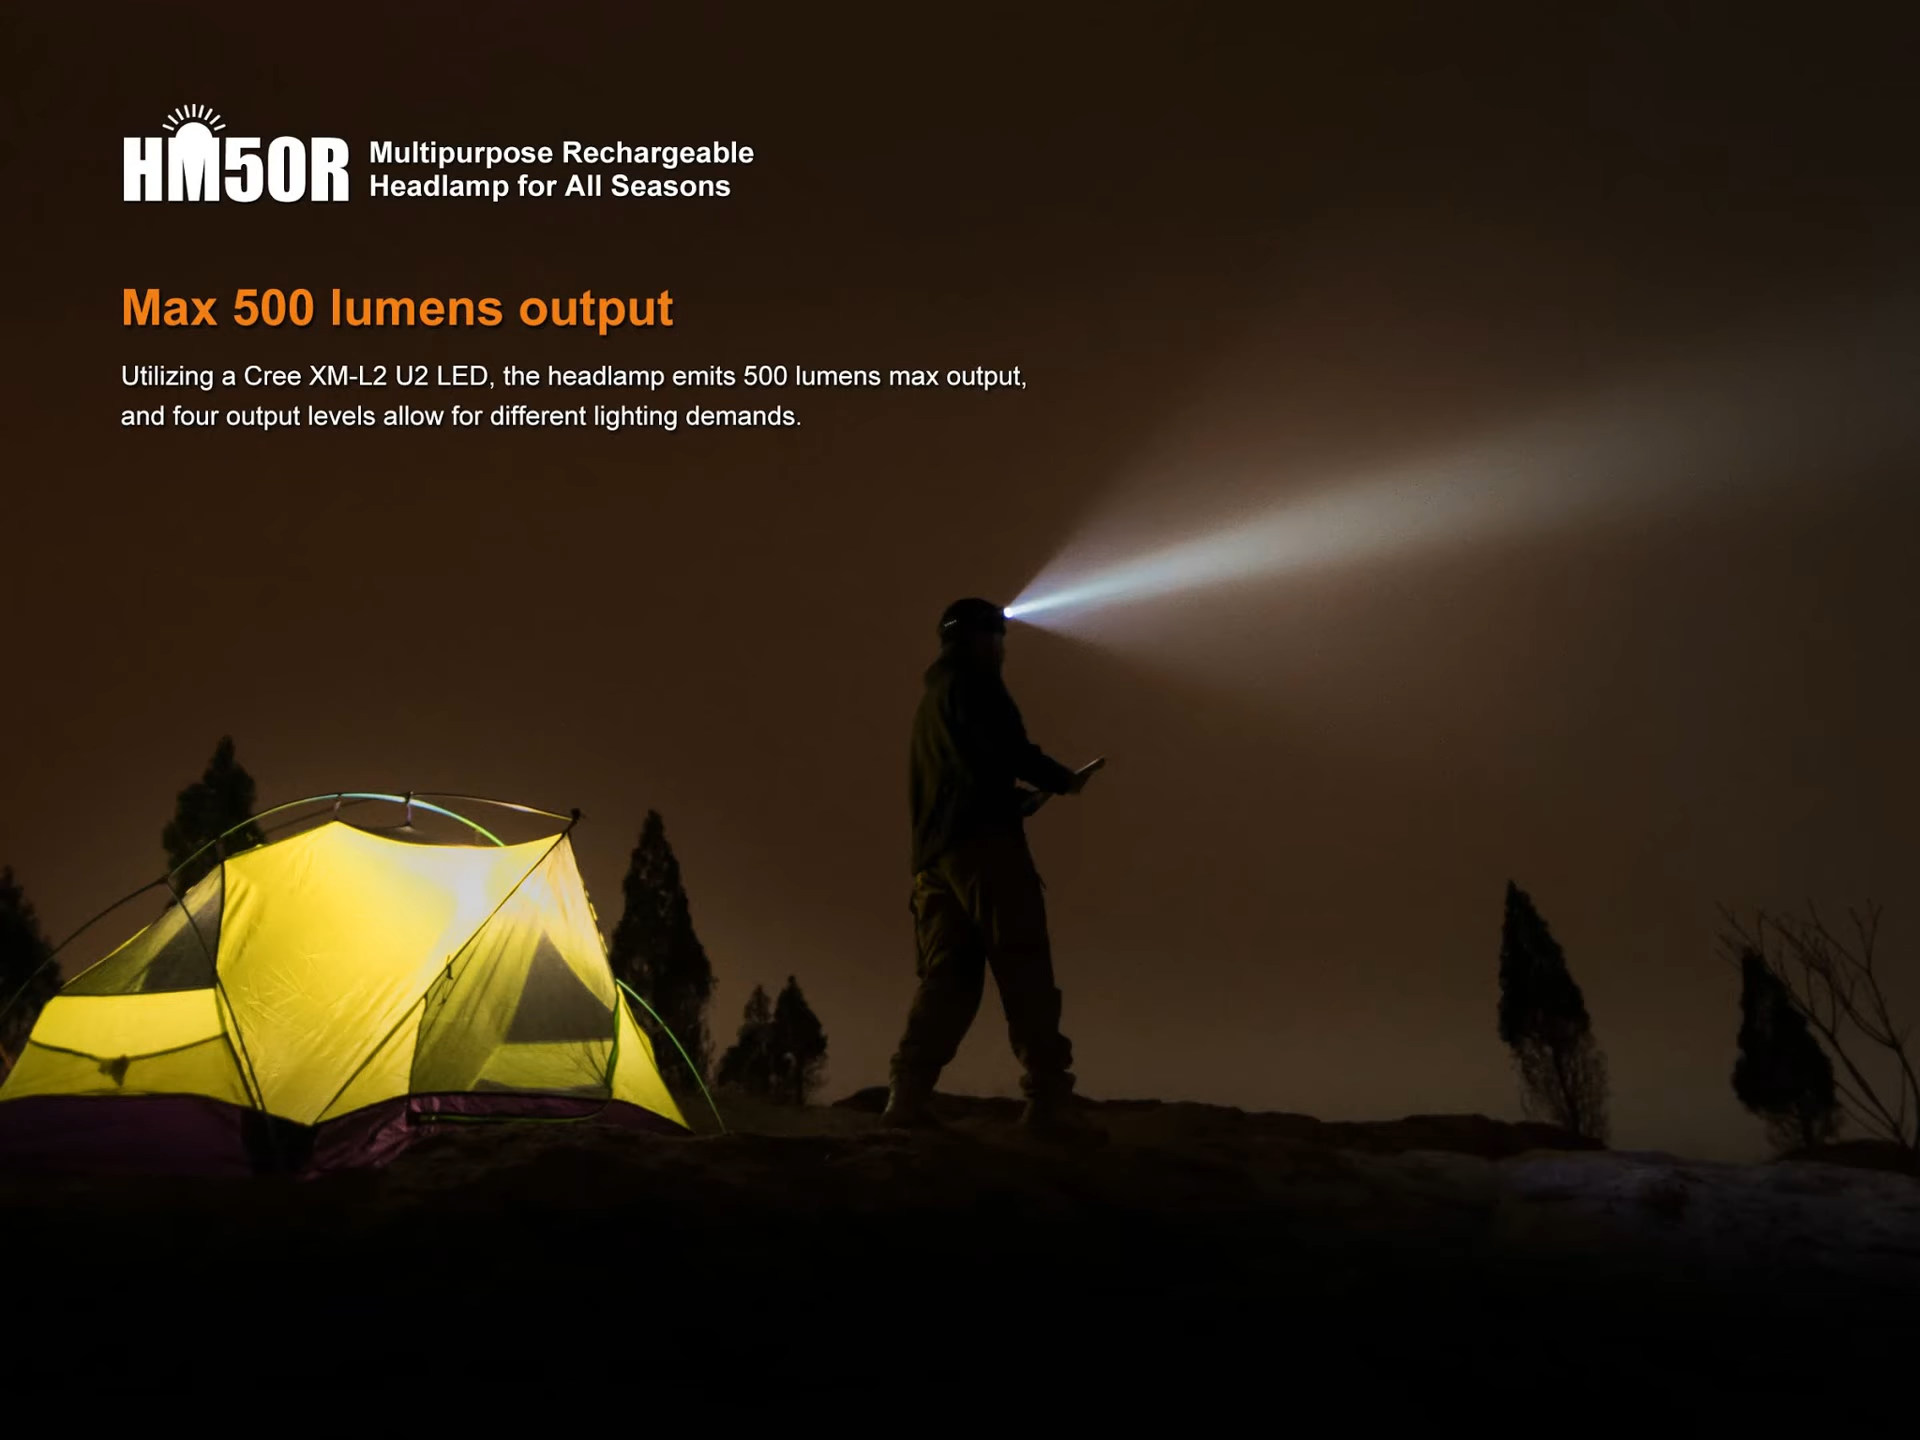 HM50R
Multipurpose Rechargeable
Headlamp for All Seasons
Max 500 lumens output
Utilizing a Cree XM-L2 U2 LED, the headlamp emits 500 lumens max output,
and four output levels allow for different lighting demands.